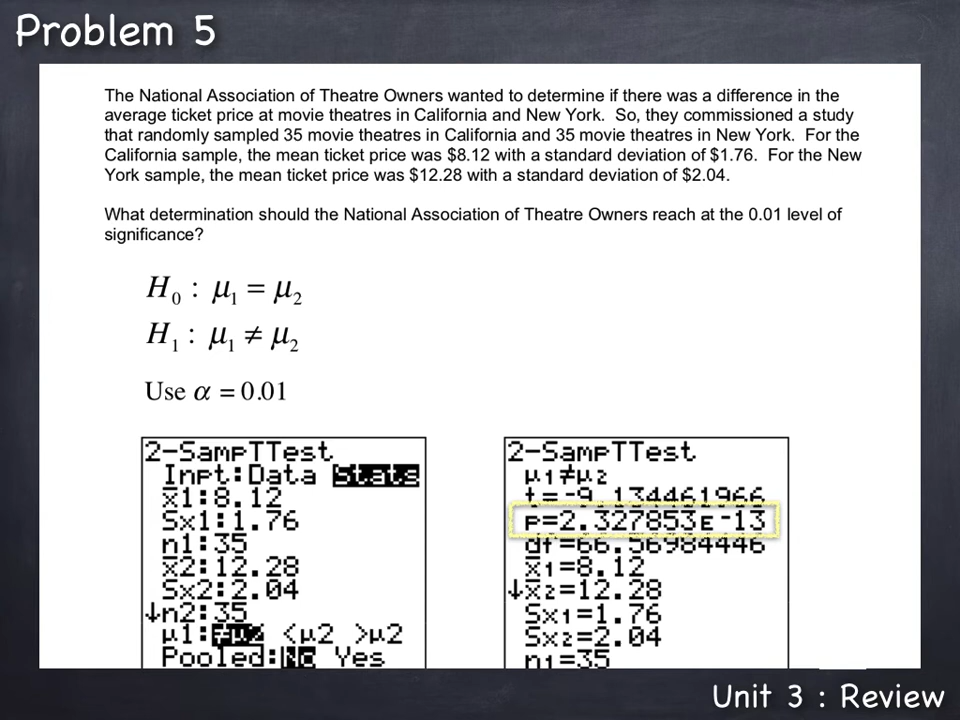 Problem 5
The National Association of Theatre Owners wanted to determine if there was a difference in the
average ticket price at movie theatres in California and New York. So, they commissioned a study
that randomly sampled 35 movie theatres in California and 35 movie theatres in New York. For the
California sample, the mean ticket price was $8.12 with a standard deviation of $1.76. For the New
York sample, the mean ticket price was $12.28 with a standard deviation of $2.04.
What determination should the National Association of Theatre Owners reach at the 0.01 level of
significance?
H₀ : μ₁ = μ₂
H₁ : μ₁ ≠ μ₂
Use α = 0.01
2-SampTTest
Inpt:Data Stats
x̄1:8.12
Sx1:1.76
n1:35
x̄2:12.28
Sx2:2.04
↓n2:35
μ1:≠μ2 <μ2 >μ2
Pooled:No Yes
2-SampTTest
μ1≠μ2
t=-9.134461966
p=2.327853E-13
df=66.56984446
x̄1=8.12
↓x̄2=12.28
Sx1=1.76
Sx2=2.04
n1=35
Unit 3 : Review